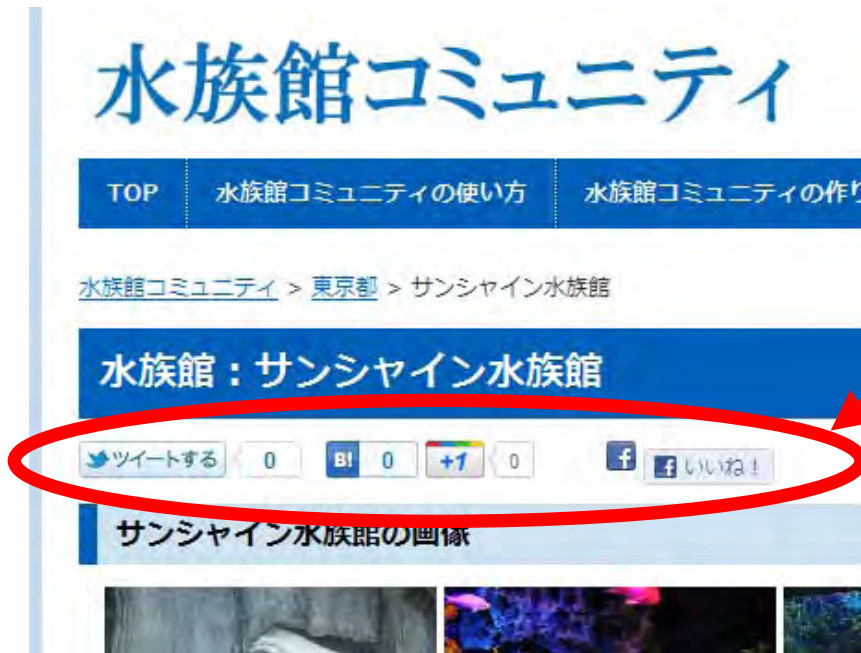 水族館コミュニティ
TOP 水族館コミュニティの使い方 水族館コミュニティの作り
水族館コミュニティ > 東京都 > サンシャイン水族館
水族館：サンシャイン水族館
ツイートする 0 B! 0 +1 0 f f いいね！
サンシャイン水族館の画像